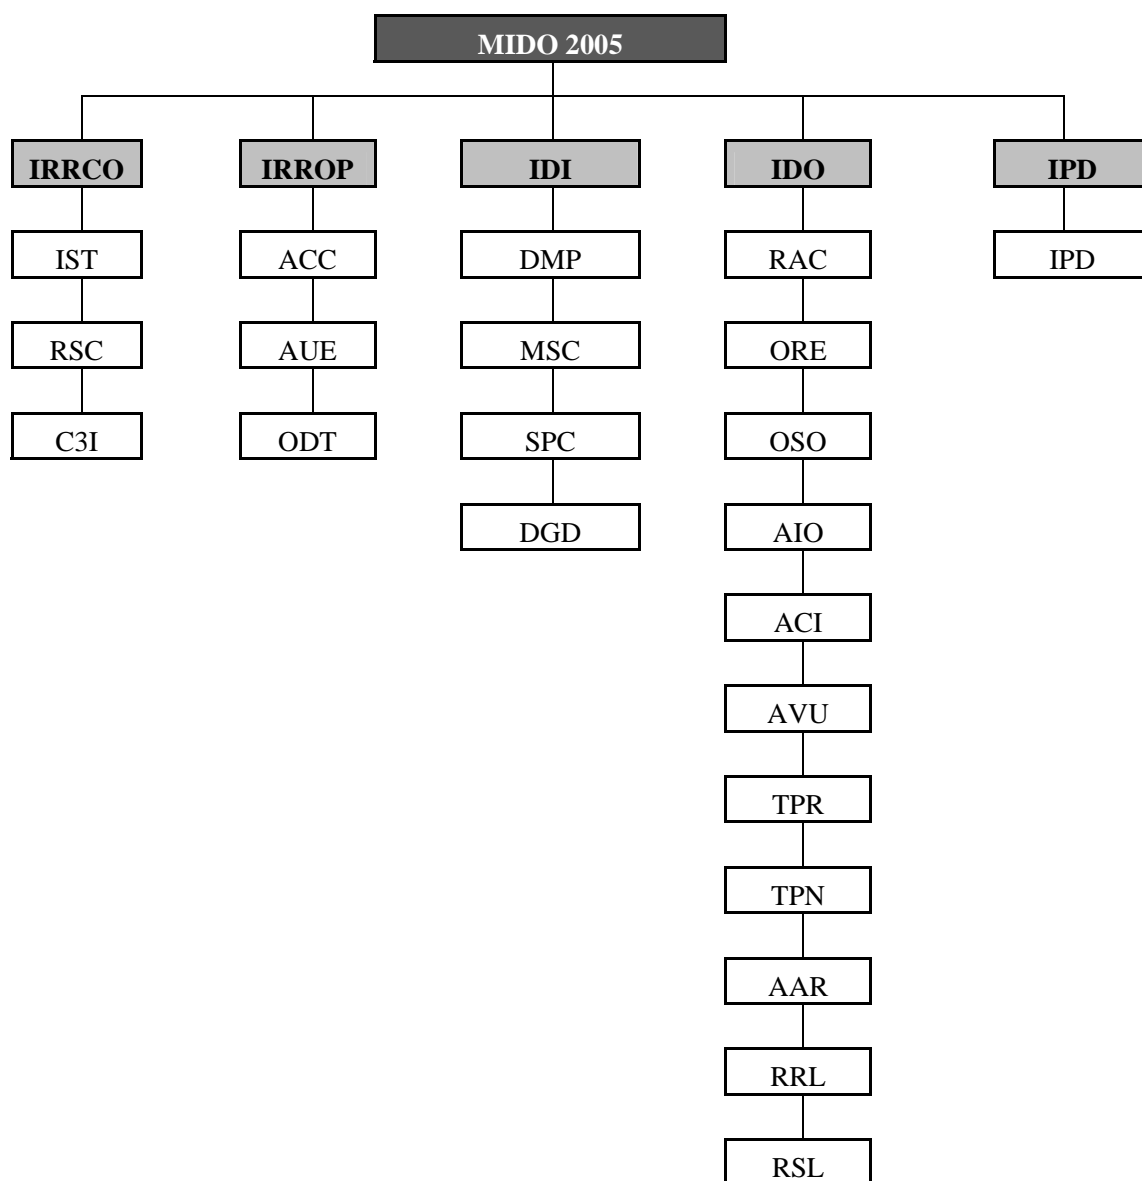 MIDO 2005
IRRCO IRROP IDI IDO IPD
IST ACC DMP RAC IPD
RSC AUE MSC ORE
C3I ODT SPC OSO
DGD AIO
ACI
AVU
TPR
TPN
AAR
RRL
RSL